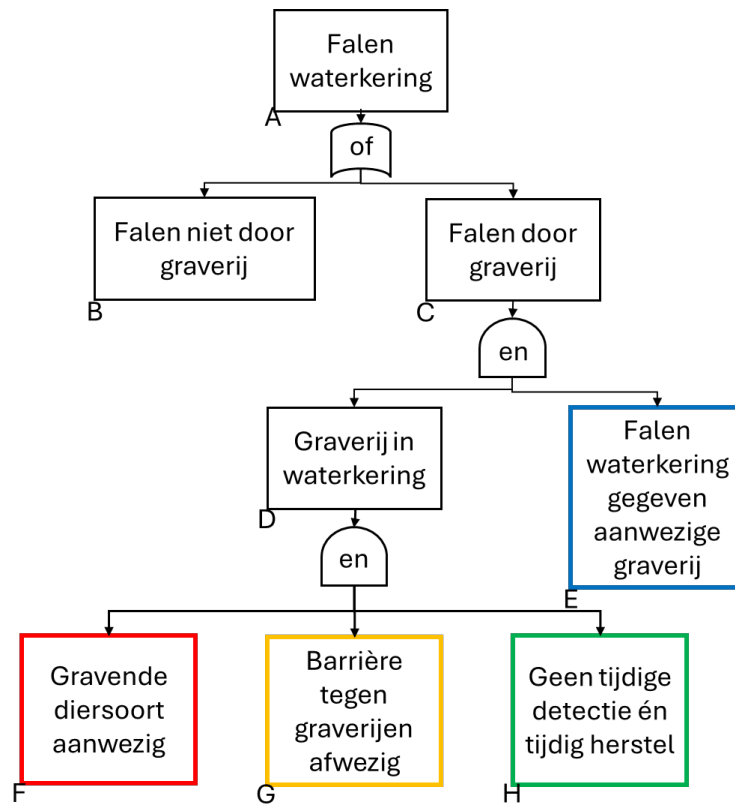 Falen
waterkering
A
of
Falen niet door
graverij
B
Falen door
graverij
C
en
Graverij in
waterkering
D
Falen
waterkering
gegeven
aanwezige
graverij
E
en
Gravende
diersoort
aanwezig
F
Barrière
tegen
graverijen
afwezig
G
Geen tijdige
detectie én
tijdig herstel
H